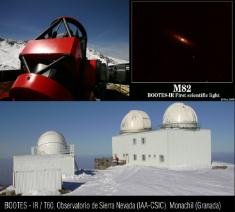 M82
BOOTES-IR First scientific light
BOOTES - IR / T60. Observatorio de Sierra Nevada (IAA-CSIC). Monachil (Granada)